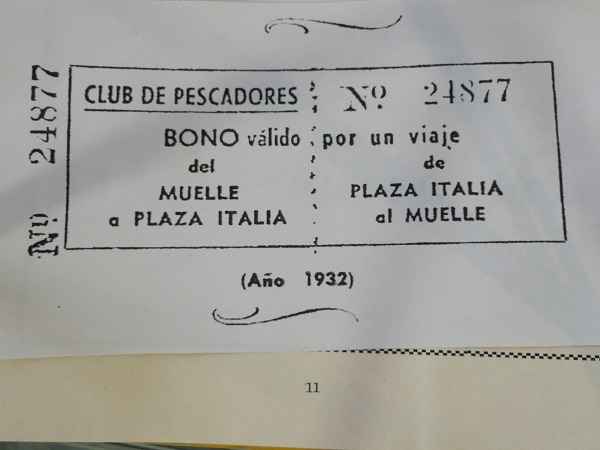 Nº 24877
CLUB DE PESCADORES Nº 24877
BONO válido por un viaje
del
MUELLE
a PLAZA ITALIA
de
PLAZA ITALIA
al MUELLE
(Año 1932)
11